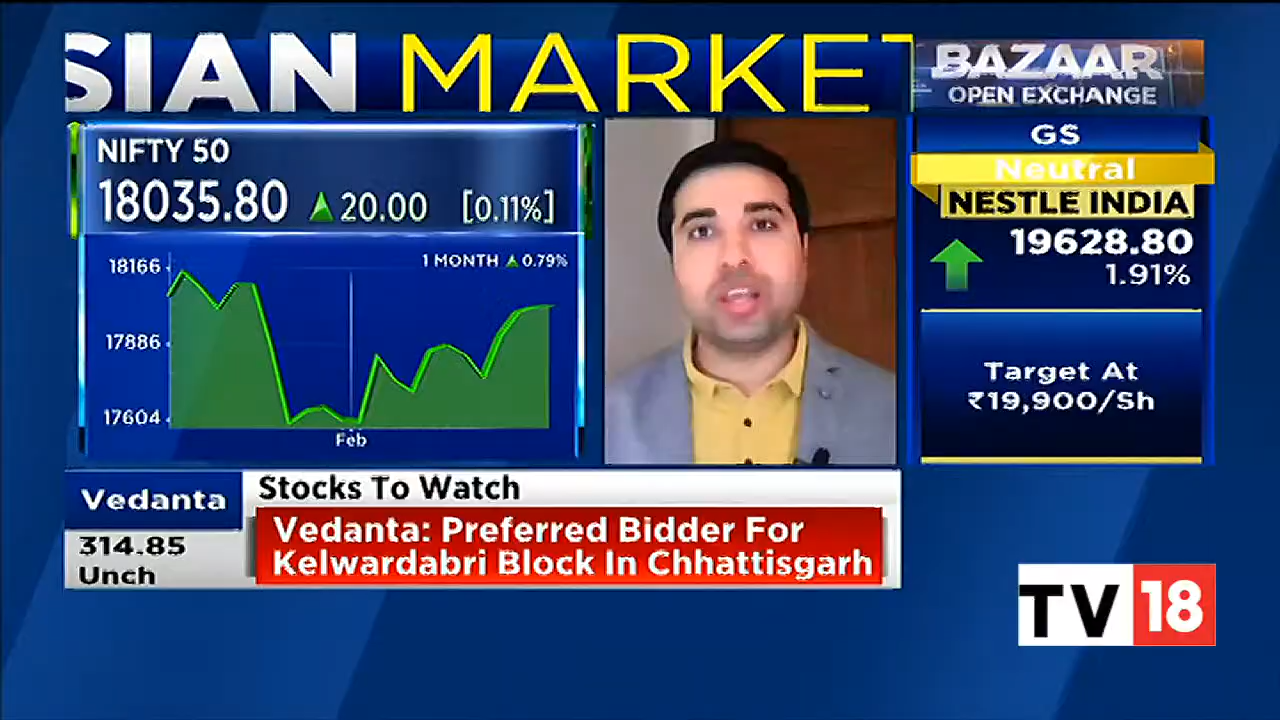 SIAN MARKET
BAZAAR
OPEN EXCHANGE
NIFTY 50
18035.80 ▲ 20.00 [0.11%]
1 MONTH ▲ 0.79%
18166
17886
17604
Feb
GS
Neutral
NESTLE INDIA
19628.80
1.91%
Target At
₹19,900/Sh
Vedanta
314.85
Unch
Stocks To Watch
Vedanta: Preferred Bidder For
Kelwardabri Block In Chhattisgarh
TV18